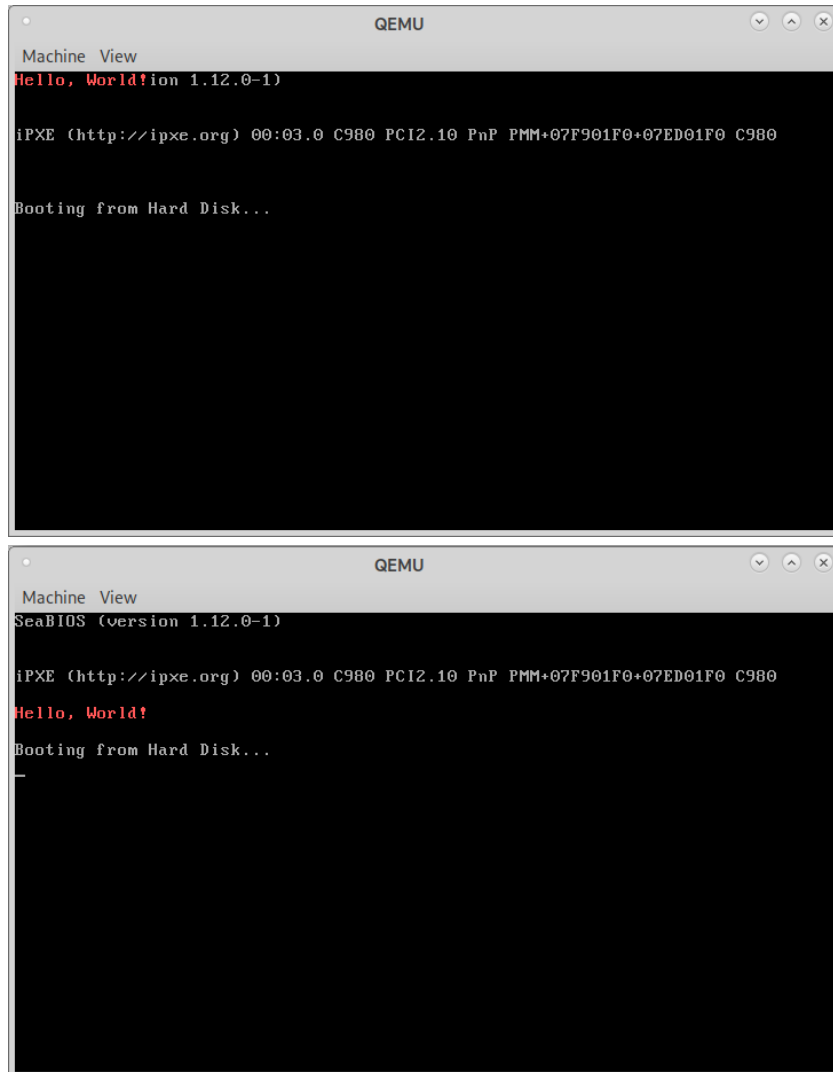 QEMU
Machine View
Hello, World!ion 1.12.0-1)
iPXE (http://ipxe.org) 00:03.0 C980 PCI2.10 PnP PMM+07F901F0+07ED01F0 C980
Booting from Hard Disk...
QEMU
Machine View
SeaBIOS (version 1.12.0-1)
iPXE (http://ipxe.org) 00:03.0 C980 PCI2.10 PnP PMM+07F901F0+07ED01F0 C980
Hello, World!
Booting from Hard Disk...